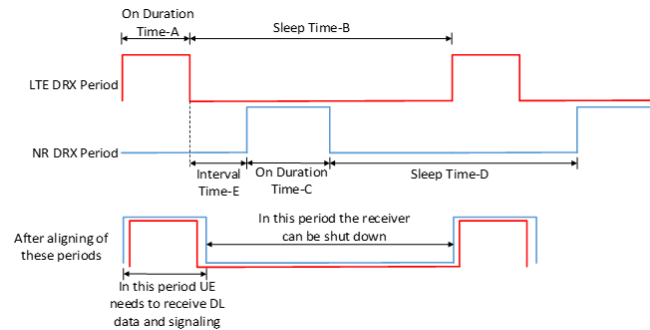 On Duration
Time-A
Sleep Time-B
LTE DRX Period
NR DRX Period
Interval
Time-E
On Duration
Time-C
Sleep Time-D
After aligning of
these periods
In this period the receiver
can be shut down
In this period UE
needs to receive DL
data and signaling